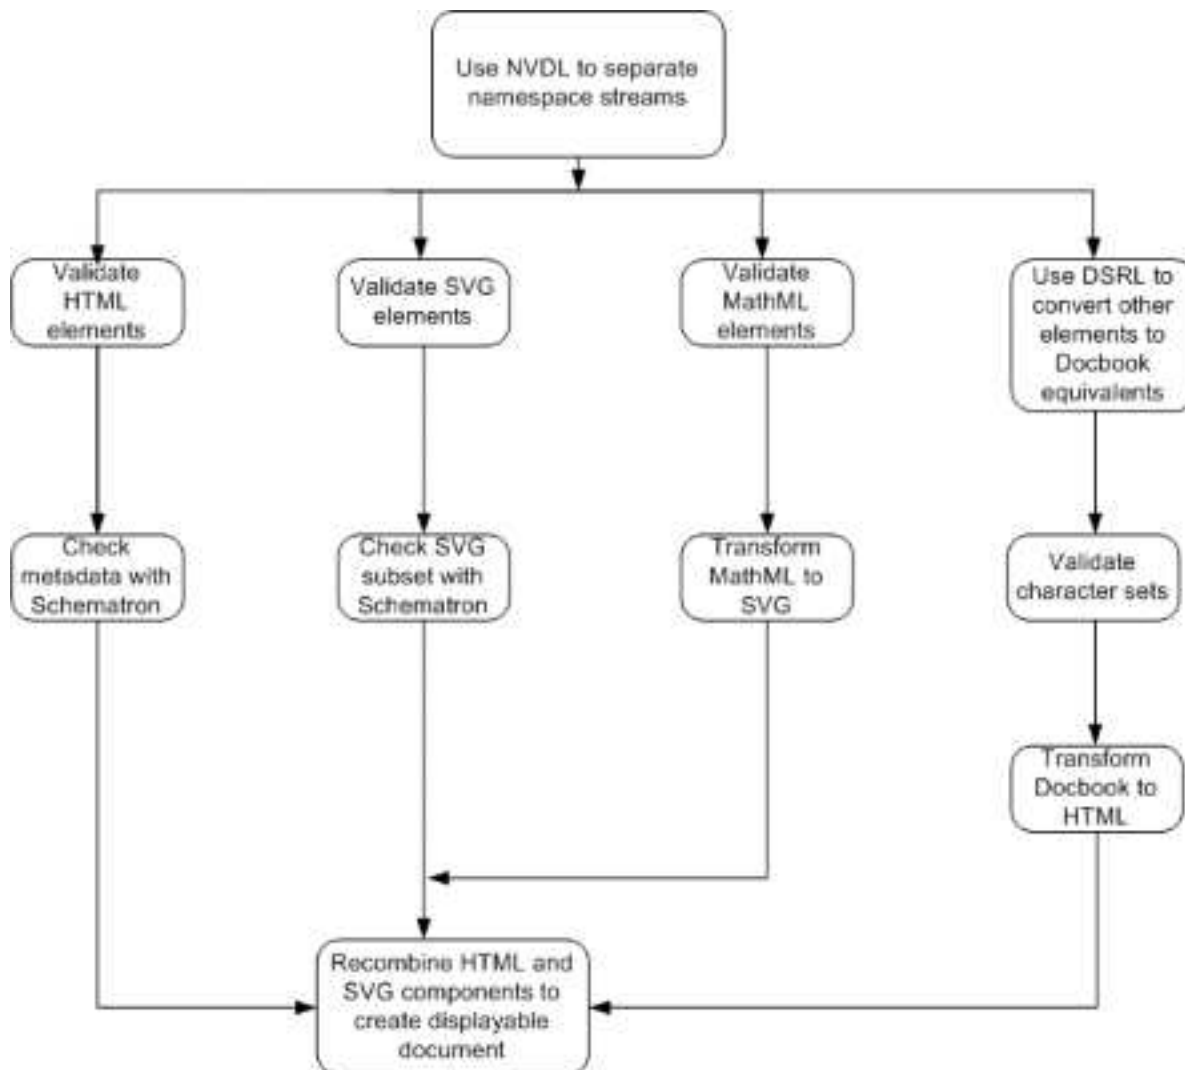 Use NVDL to separate
namespace streams
Validate
HTML
elements
Validate SVG
elements
Validate
MathML
elements
Use DSRL to
convert other
elements to
Docbook
equivalents
Check
metadata with
Schematron
Check SVG
subset with
Schematron
Transform
MathML to
SVG
Validate
character sets
Transform
Docbook to
HTML
Recombine HTML and
SVG components to
create displayable
document